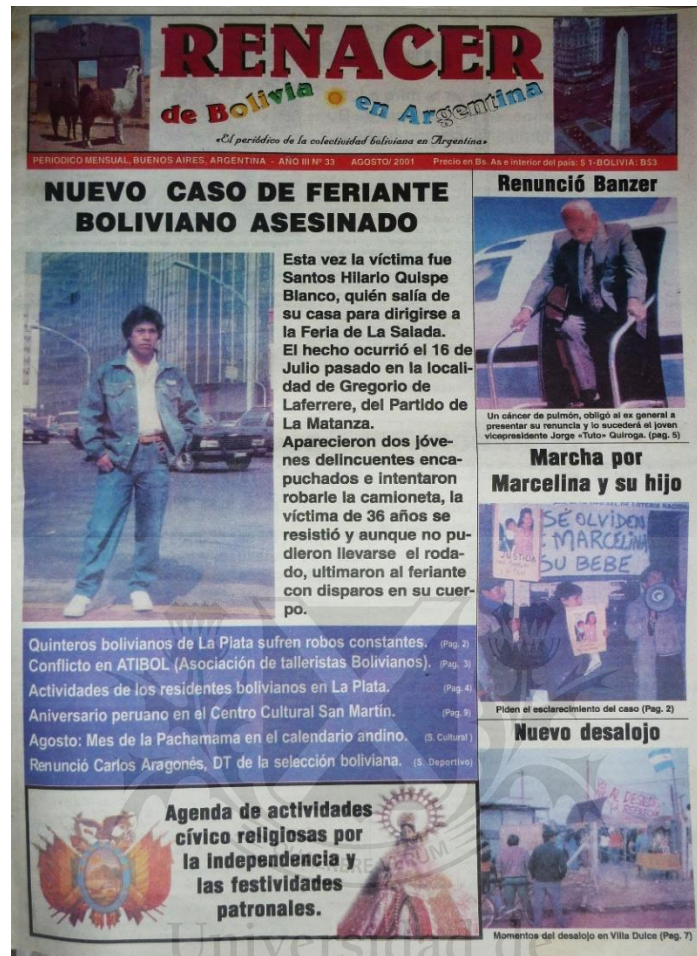 RENACER
de Bolivia en Argentina
«El periódico de la colectividad boliviana en Argentina»
PERIODICO MENSUAL, BUENOS AIRES, ARGENTINA - AÑO III Nº 33 AGOSTO/ 2001 Precio en Bs. As e interior del país: $ 1-BOLIVIA: B$3
NUEVO CASO DE FERIANTE
BOLIVIANO ASESINADO
Esta vez la víctima fue
Santos Hilario Quispe
Blanco, quién salía de
su casa para dirigirse a
la Feria de La Salada.
El hecho ocurrió el 16 de
Julio pasado en la locali-
dad de Gregorio de
Laferrere, del Partido de
La Matanza.
Aparecieron dos jóve-
nes delincuentes enca-
puchados e intentaron
robarle la camioneta, la
víctima de 36 años se
resistió y aunque no pu-
dieron llevarse el roda-
do, ultimaron al feriante
con disparos en su cuer-
po.
Quinteros bolivianos de La Plata sufren robos constantes. (Pag. 2)
Conflicto en ATIBOL (Asociación de talleristas Bolivianos). (Pag. 3)
Actividades de los residentes bolivianos en La Plata. (Pag. 4)
Aniversario peruano en el Centro Cultural San Martín. (Pag. 9)
Agosto: Mes de la Pachamama en el calendario andino. (S. Cultural )
Renunció Carlos Aragonés, DT de la selección boliviana. (S. Deportivo)
Agenda de actividades
cívico religiosas por
la independencia y
las festividades
patronales.
Renunció Banzer
Un cáncer de pulmón, obligó al ex general a
presentar su renuncia y lo sucederá el joven
vicepresidente Jorge «Tuto» Quiroga. (pag. 5)
Marcha por
Marcelina y su hijo
SE OLVIDEN
MARCELINA
SU BEBE
JUSTICIA
Piden el esclarecimiento del caso (Pag. 2)
Nuevo desalojo
Momentos del desalojo en Villa Dulce (Pag. 7)
Universidad de